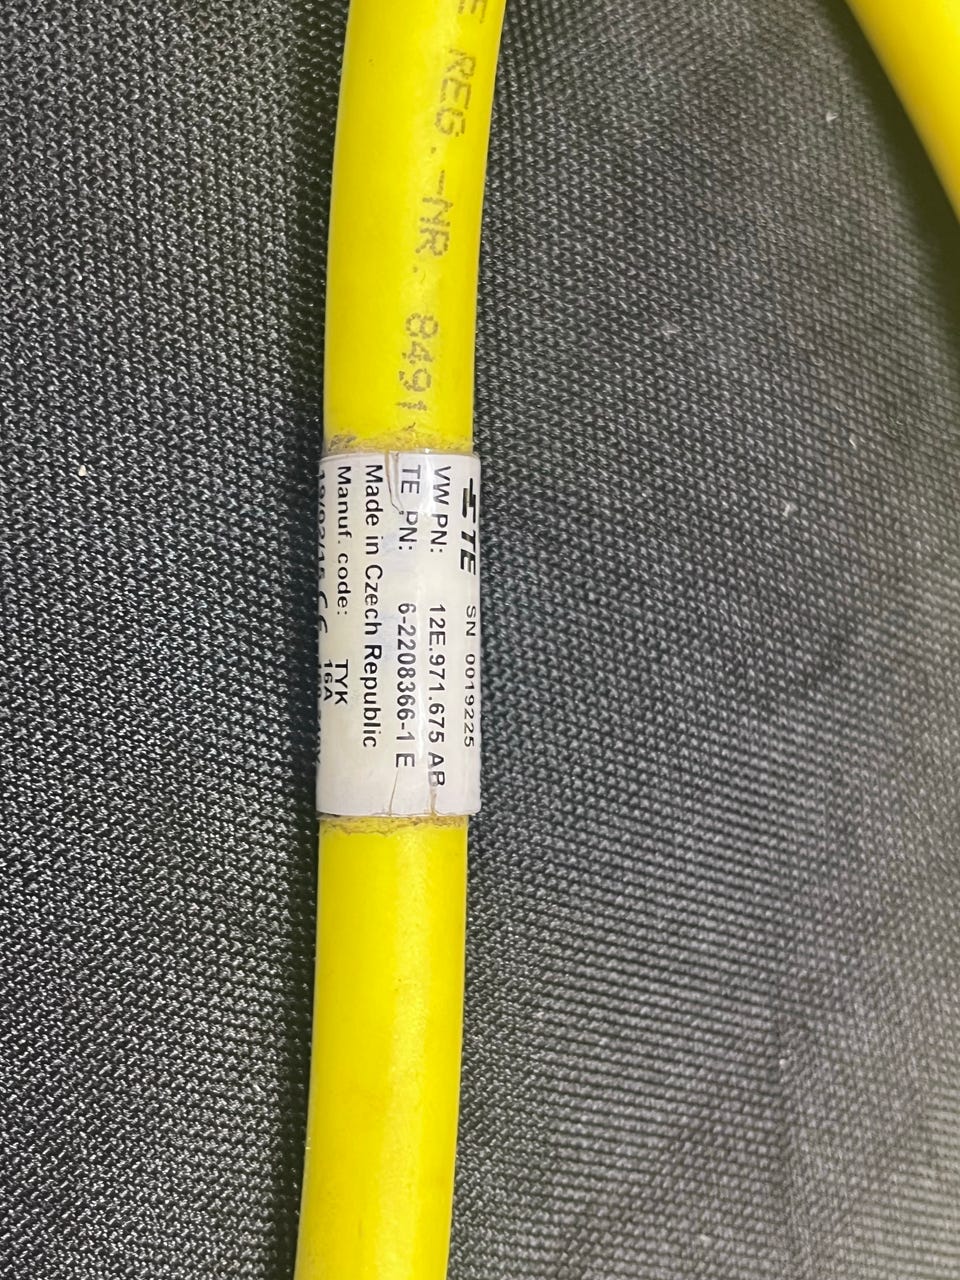 REG.-NR. 8491
TE SN 0019225
VW PN: 12E.971.675 AB
TE PN: 6-2208366-1 E
Made in Czech Republic
Manuf. code: TYK
16A